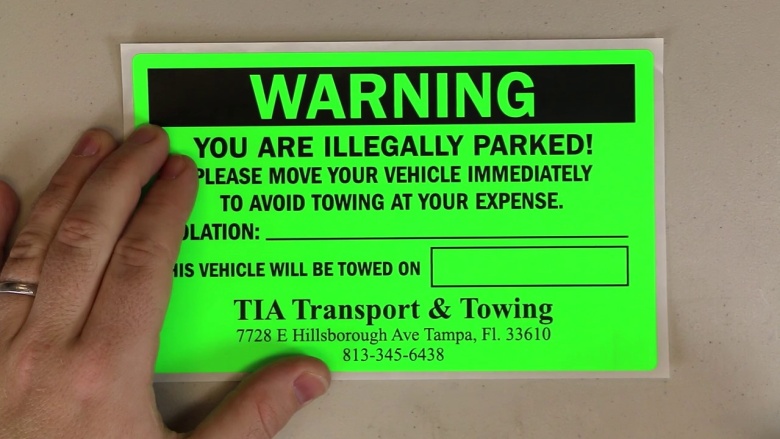 WARNING
YOU ARE ILLEGALLY PARKED!
PLEASE MOVE YOUR VEHICLE IMMEDIATELY
TO AVOID TOWING AT YOUR EXPENSE.
OLATION:
HIS VEHICLE WILL BE TOWED ON
TIA Transport & Towing
7728 E Hillsborough Ave Tampa, Fl. 33610
813-345-6438